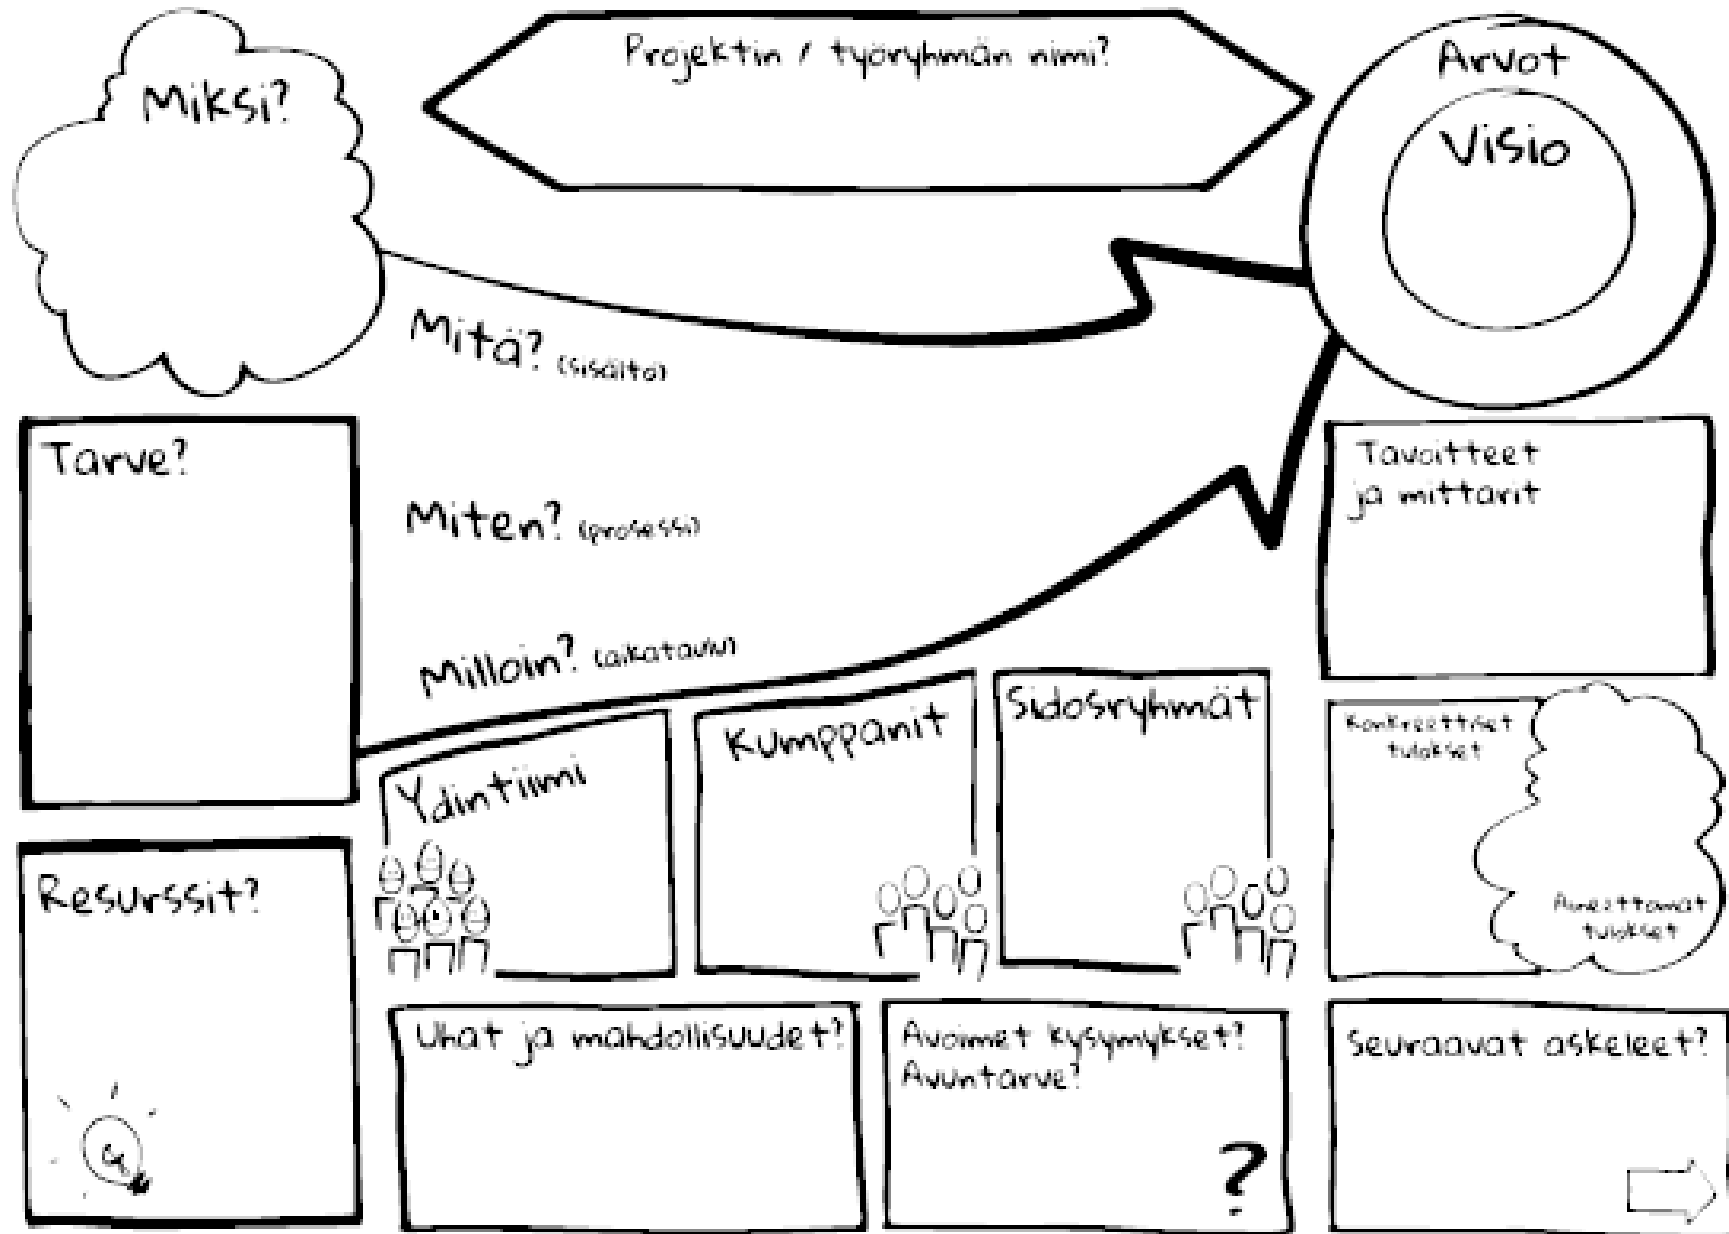 Projektin / työryhmän nimi?
Miksi?
Arvot
Visio
Mitä? (sisältö)
Miten? (prosessi)
Milloin? (aikataulu)
Tarve?
Tavoitteet
ja mittarit
Ydintiimi
Kumppanit
Sidosryhmät
Konkreettiset
tulokset
Aineettomat
tulokset
Resurssit?
Uhat ja mahdollisuudet?
Avoimet kysymykset?
Avuntarve?
?
Seuraavat askeleet?